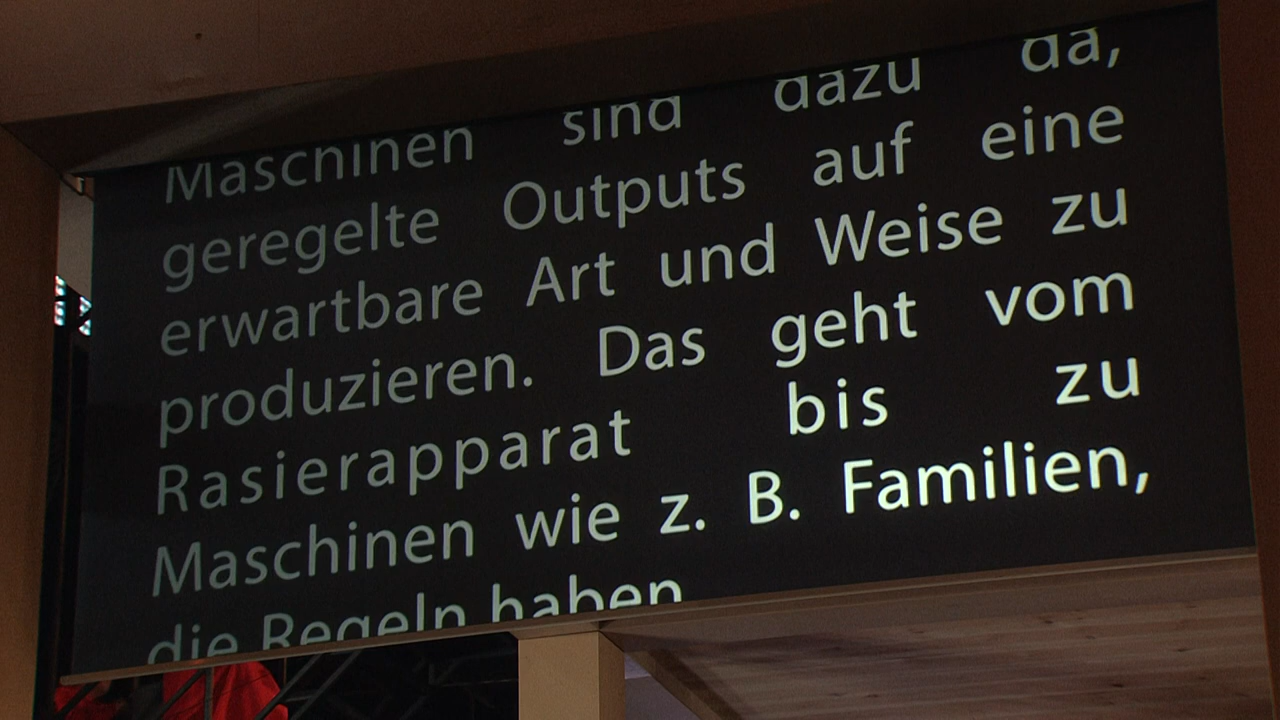 Maschinen sind dazu da,
geregelte Outputs auf eine
erwartbare Art und Weise zu
produzieren. Das geht vom
Rasierapparat bis zu
Maschinen wie z. B. Familien,
die Regeln haben